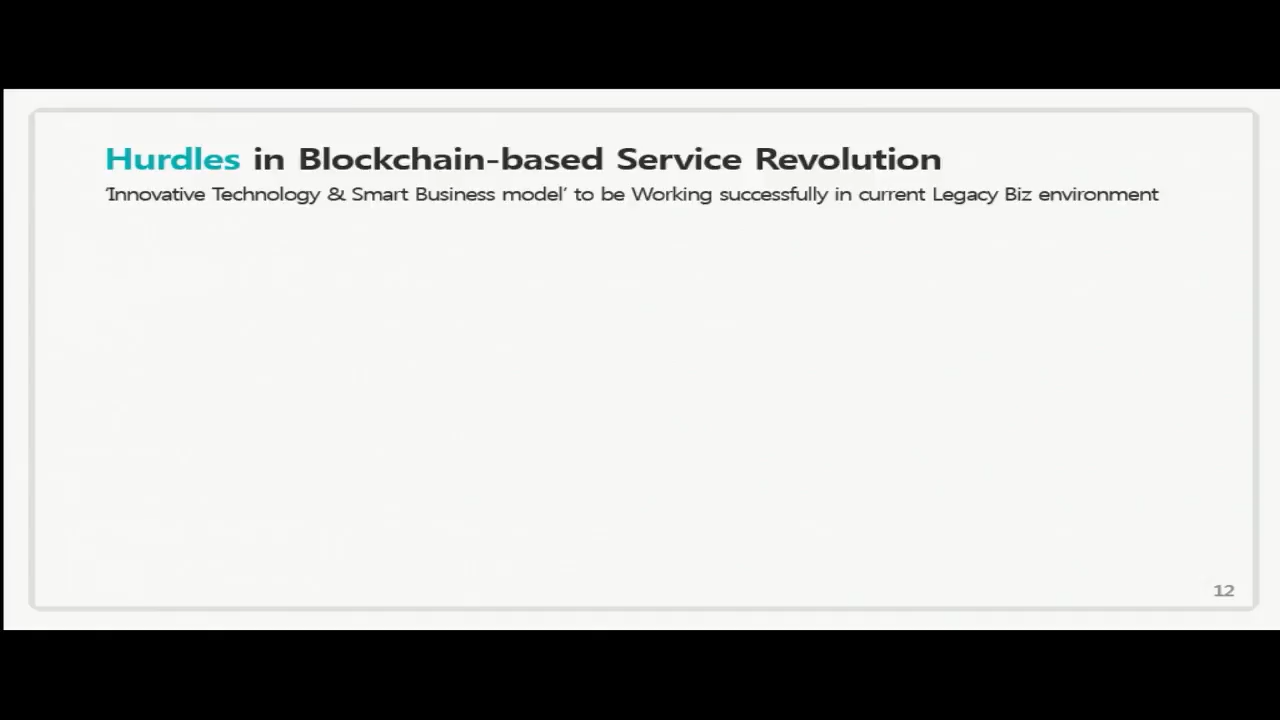 Hurdles in Blockchain-based Service Revolution
‘Innovative Technology & Smart Business model’ to be Working successfully in current Legacy Biz environment
12